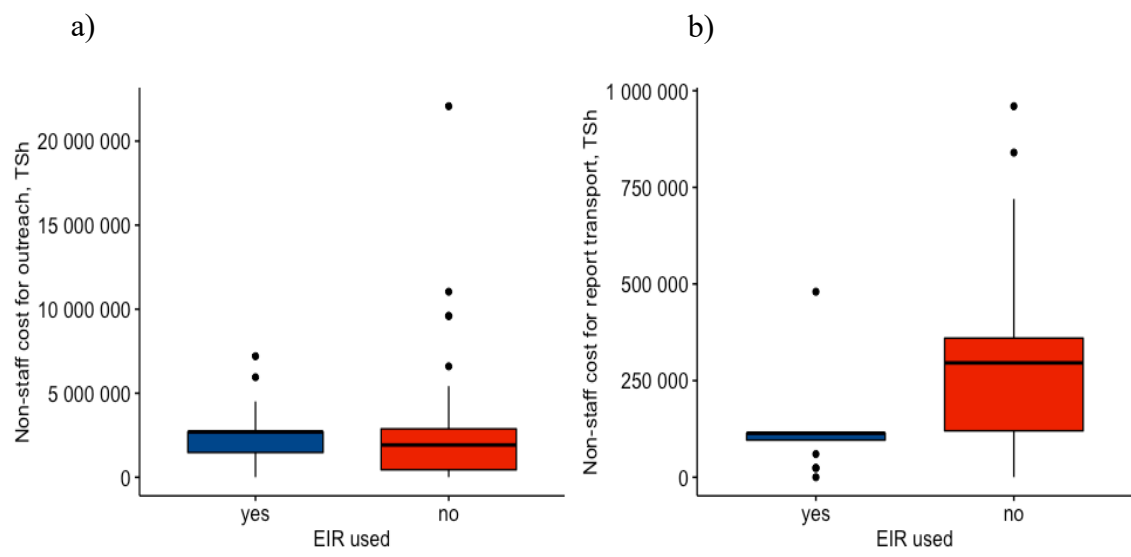 a)
Non-staff cost for outreach, TSh
20 000 000
15 000 000
10 000 000
5 000 000
0
yes
no
EIR used
b)
Non-staff cost for report transport, TSh
1 000 000
750 000
500 000
250 000
0
yes
no
EIR used